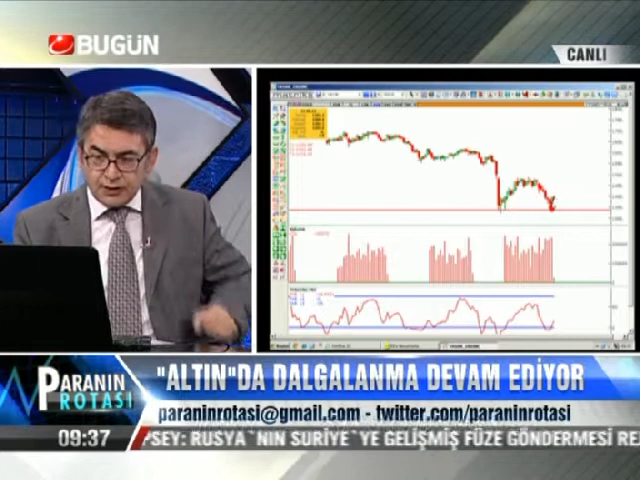 BUGÜN
CANLI
"ALTIN"DA DALGALANMA DEVAM EDİYOR
PARANIN ROTASI
paraninrotasi@gmail.com - twitter.com/paraninrotasi
09:37
PSEY: RUSYA`NIN SURİYE`YE GELİŞMİŞ FÜZE GÖNDERMESİ RE